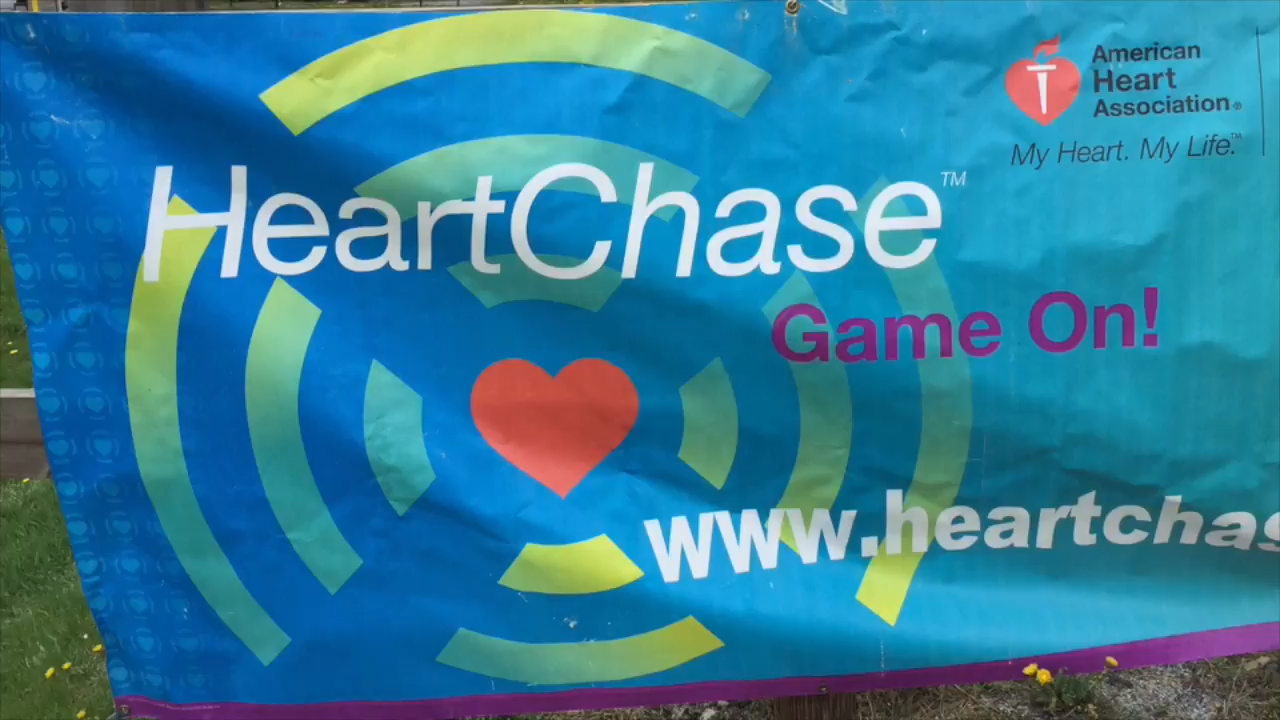 HeartChase™
Game On!
American
Heart
Association®
My Heart. My Life.™
www.heartchas